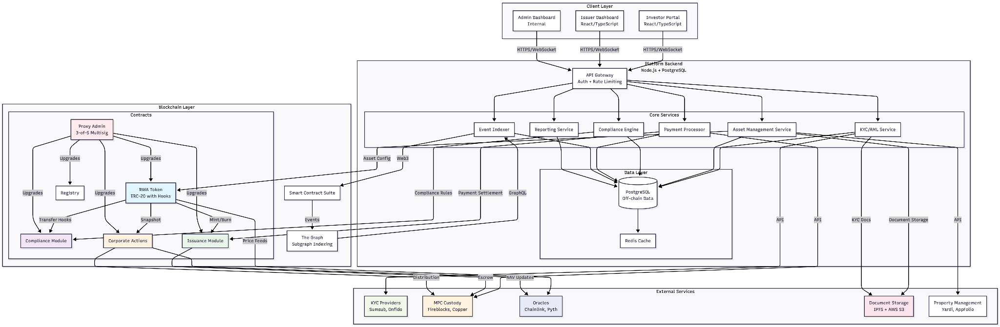 Client Layer
Admin Dashboard
Internal
Issuer Dashboard
React/TypeScript
Investor Portal
React/TypeScript
HTTPS/WebSocket
HTTPS/WebSocket
HTTPS/WebSocket
Platform Backend
Node.js + PostgreSQL
API Gateway
Auth + Rate Limiting
Blockchain Layer
Contracts
Core Services
Proxy Admin
3-of-5 Multisig
Event Indexer
Reporting Service
Compliance Engine
Payment Processor
Asset Management Service
KYC/AML Service
Upgrades
Upgrades
Asset Config
Web3
Data Layer
RWA Token
ERC-20 with Hooks
Upgrades
Registry
Upgrades
Upgrades
Smart Contract Suite
Compliance Rules
Payment Settlement
GraphQL
PostgreSQL
Off-chain Data
Transfer Hooks
Snapshot
Mint/Burn
Events
API
API
KYC Docs
Document Storage
API
Compliance Module
Corporate Actions
Issuance Module
Price Feeds
The Graph
Subgraph Indexing
Redis Cache
Distribution
Escrow
NAV Updates
External Services
KYC Providers
Sumsub, Onfido
MPC Custody
Fireblocks, Copper
Oracles
Chainlink, Pyth
Document Storage
IPFS + AWS S3
Property Management
Yardi, AppFolio